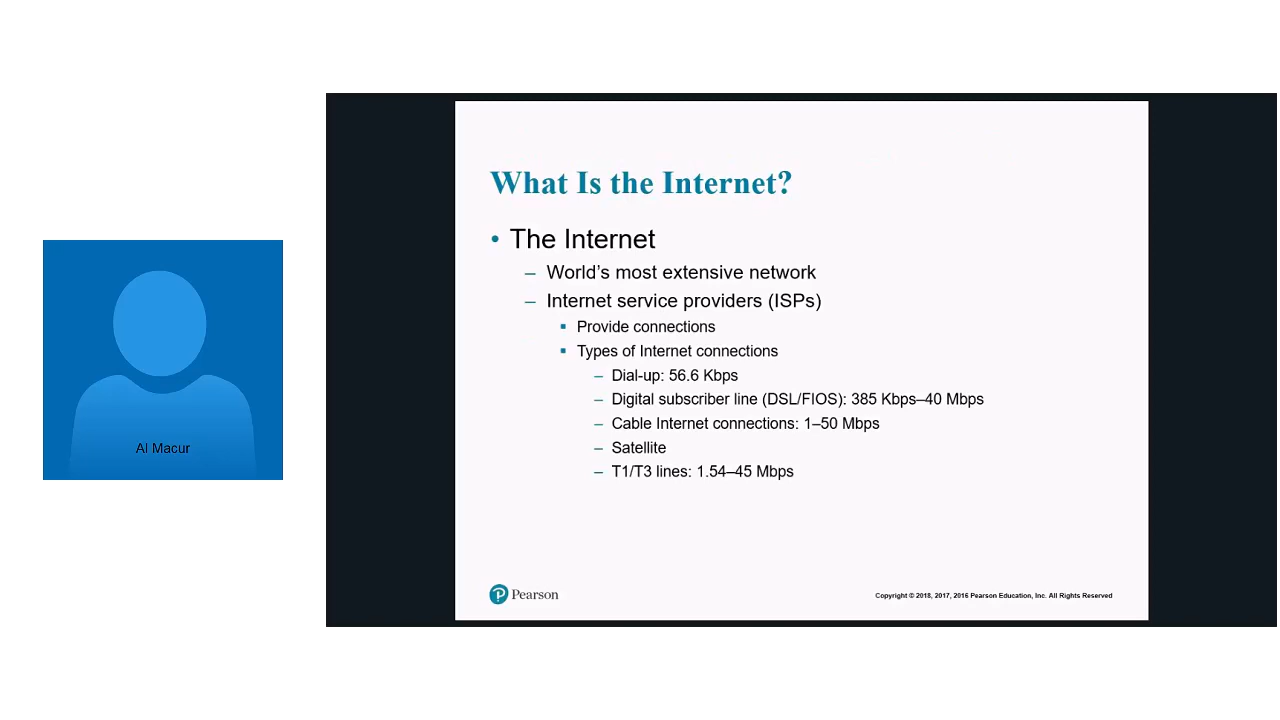 What Is the Internet?
• The Internet
– World’s most extensive network
– Internet service providers (ISPs)
▪ Provide connections
▪ Types of Internet connections
– Dial-up: 56.6 Kbps
– Digital subscriber line (DSL/FIOS): 385 Kbps–40 Mbps
– Cable Internet connections: 1–50 Mbps
– Satellite
– T1/T3 lines: 1.54–45 Mbps
Al Macur
Pearson
Copyright © 2018, 2017, 2016 Pearson Education, Inc. All Rights Reserved